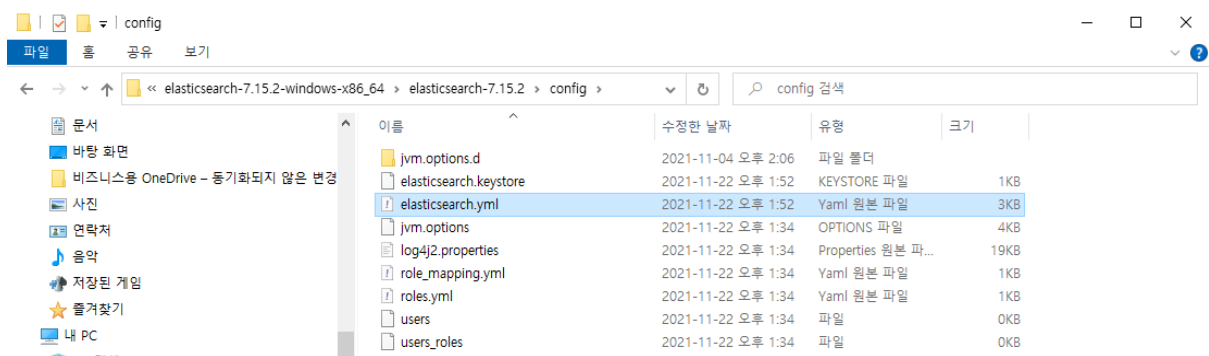 config
파일 홈 공유 보기
« elasticsearch-7.15.2-windows-x86_64 › elasticsearch-7.15.2 › config › config 검색
문서
바탕 화면
비즈니스용 OneDrive – 동기화되지 않은 변경
사진
연락처
음악
저장된 게임
즐겨찾기
내 PC
이름 수정한 날짜 유형 크기
jvm.options.d 2021-11-04 오후 2:06 파일 폴더
elasticsearch.keystore 2021-11-22 오후 1:52 KEYSTORE 파일 1KB
elasticsearch.yml 2021-11-22 오후 1:52 Yaml 원본 파일 3KB
jvm.options 2021-11-22 오후 1:34 OPTIONS 파일 4KB
log4j2.properties 2021-11-22 오후 1:34 Properties 원본 파... 19KB
role_mapping.yml 2021-11-22 오후 1:34 Yaml 원본 파일 1KB
roles.yml 2021-11-22 오후 1:34 Yaml 원본 파일 1KB
users 2021-11-22 오후 1:34 파일 0KB
users_roles 2021-11-22 오후 1:34 파일 0KB